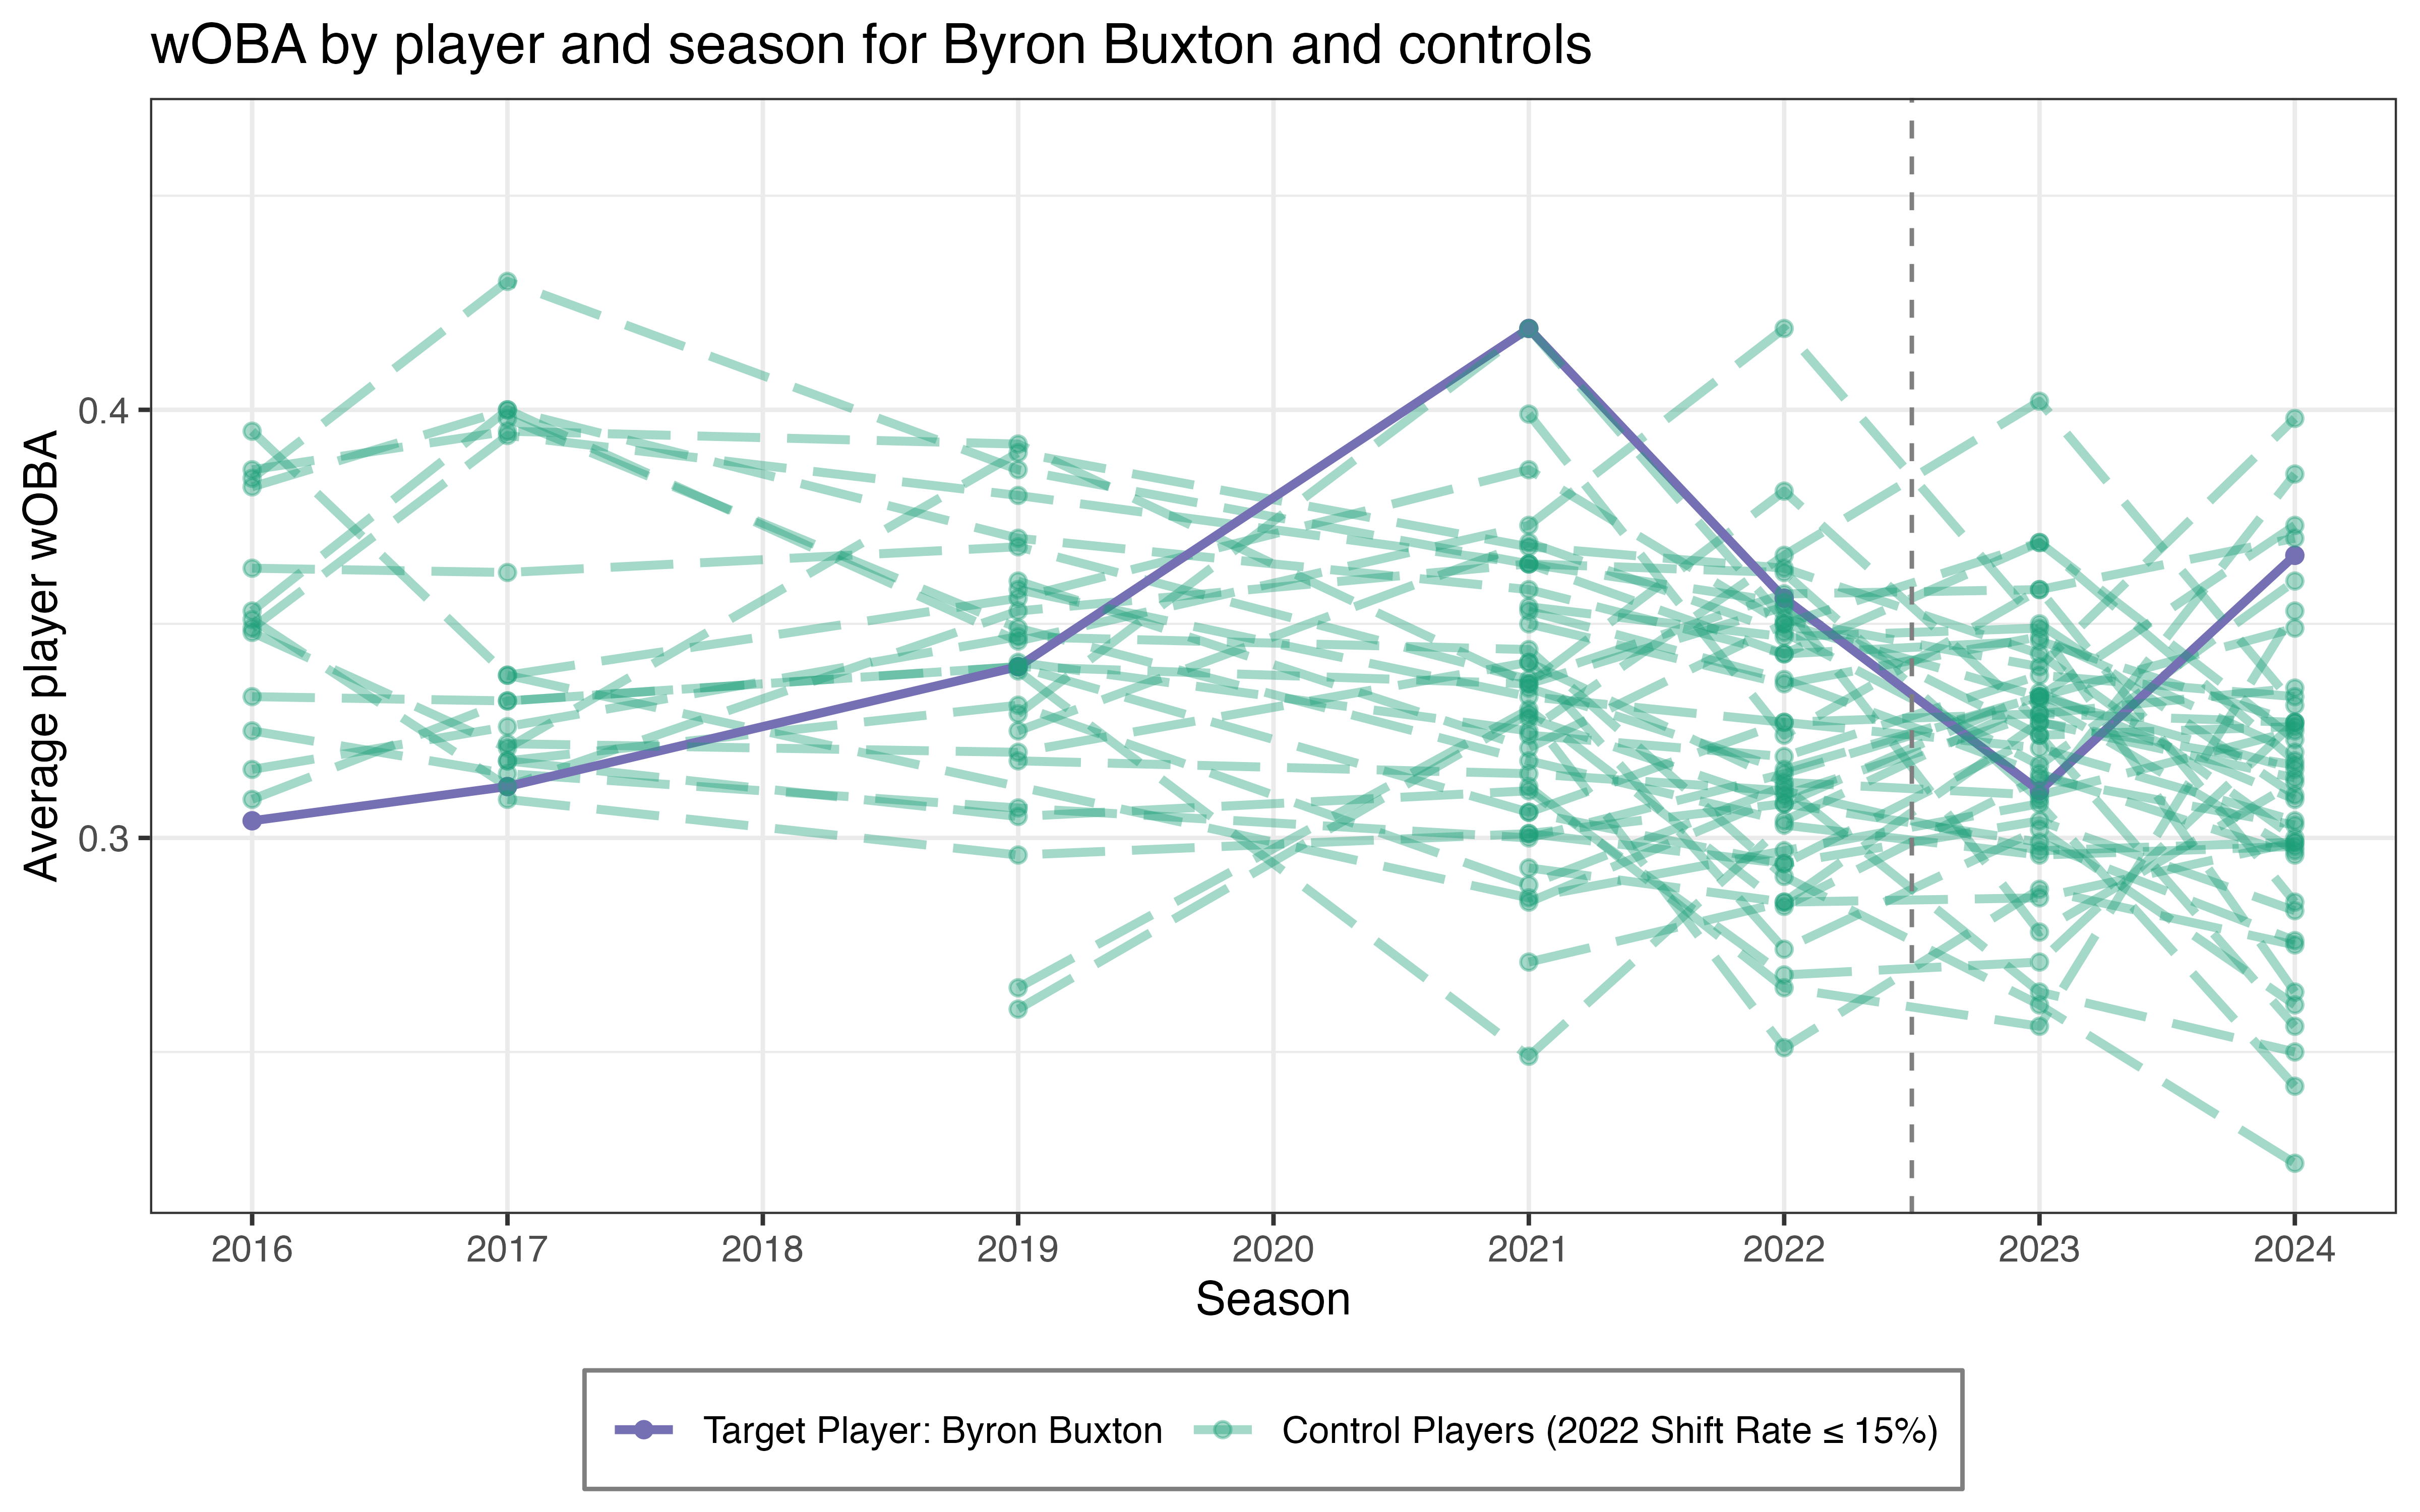 wOBA by player and season for Byron Buxton and controls
Average player wOBA
0.4
0.3
2016 2017 2018 2019 2020 2021 2022 2023 2024
Season
Target Player: Byron Buxton Control Players (2022 Shift Rate ≤ 15%)